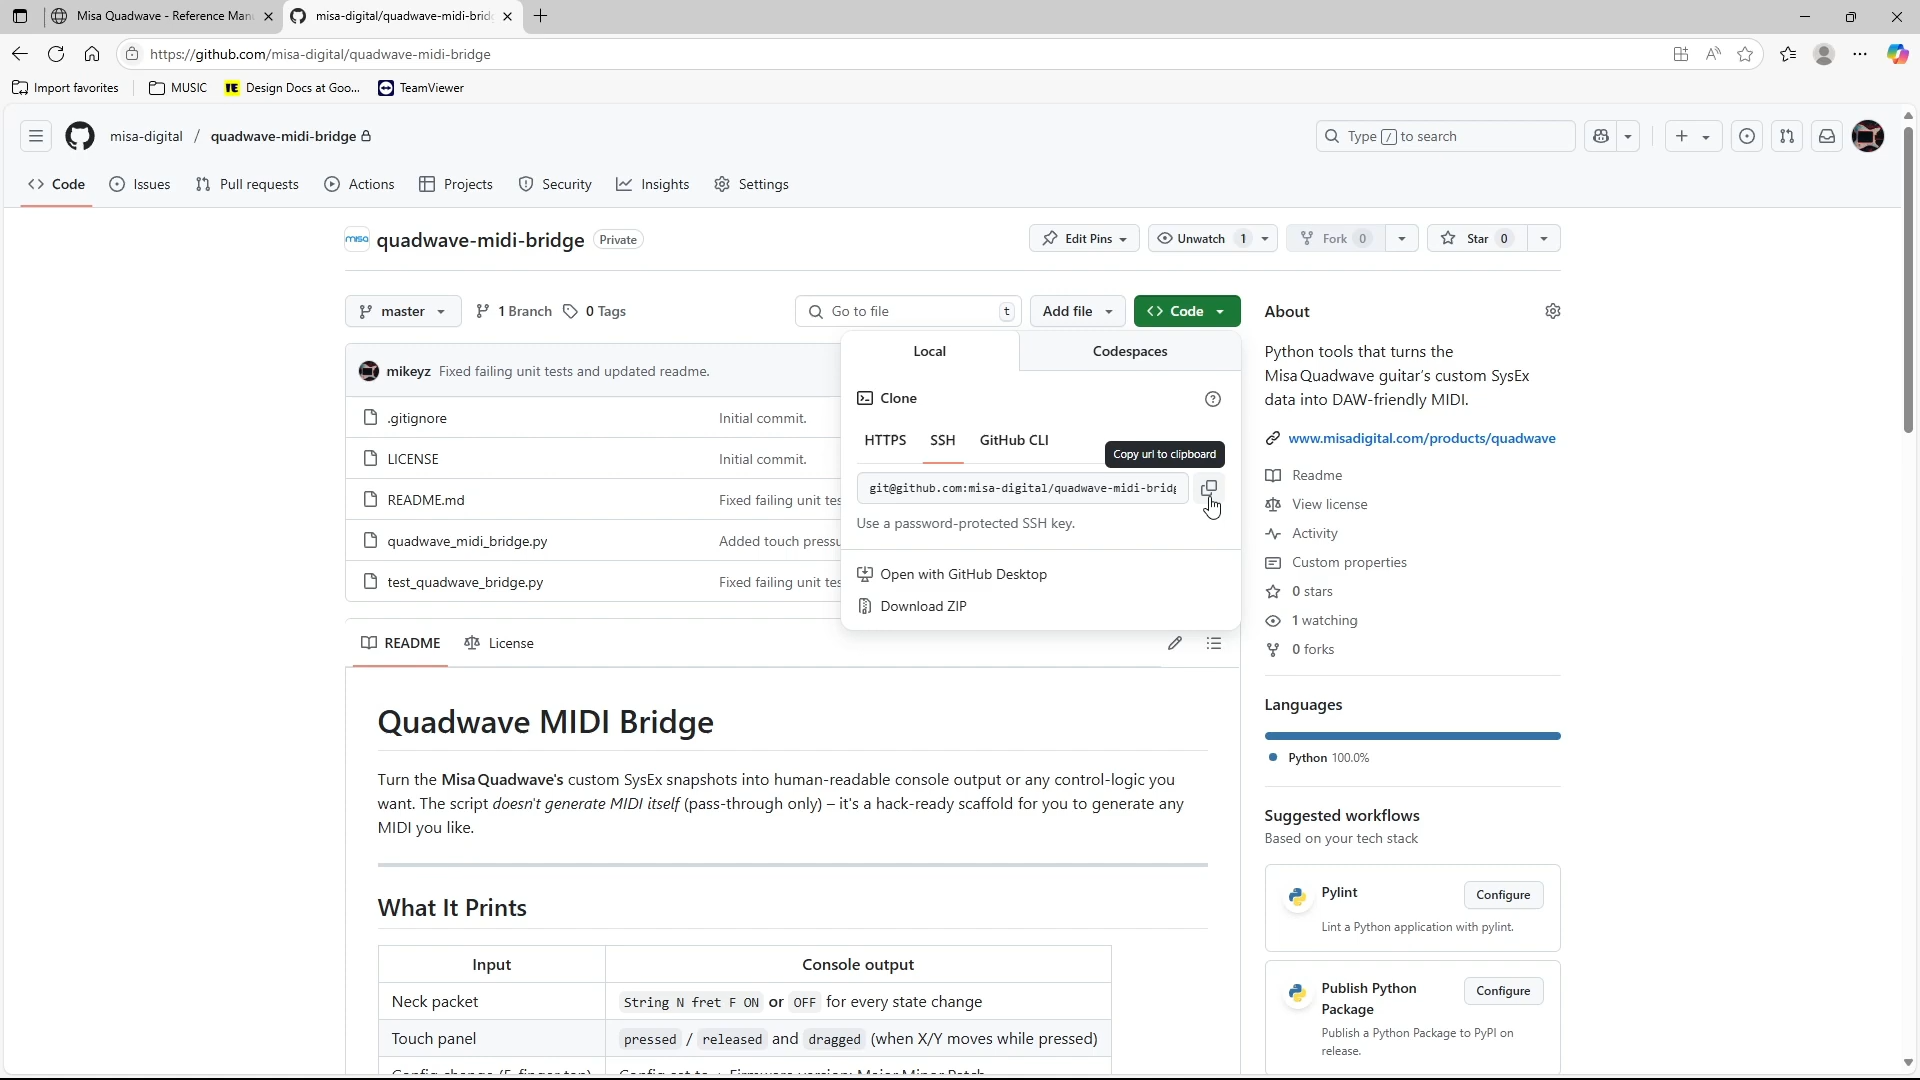 Misa Quadwave - Reference Man
misa-digital/quadwave-midi-brid
https://github.com/misa-digital/quadwave-midi-bridge
Import favorites
MUSIC
Design Docs at Goo...
TeamViewer
misa-digital / quadwave-midi-bridge
Type / to search
Code
Issues
Pull requests
Actions
Projects
Security
Insights
Settings
misa quadwave-midi-bridge Private
Edit Pins
Unwatch 1
Fork 0
Star 0
master
1 Branch
0 Tags
Go to file t
Add file
Code
mikeyz Fixed failing unit tests and updated readme.
.gitignore Initial commit.
LICENSE Initial commit.
README.md Fixed failing unit te
quadwave_midi_bridge.py Added touch press
test_quadwave_bridge.py Fixed failing unit te
Local
Codespaces
Clone
HTTPS SSH GitHub CLI
Copy url to clipboard
git@github.com:misa-digital/quadwave-midi-brid
Use a password-protected SSH key.
Open with GitHub Desktop
Download ZIP
README
License
Quadwave MIDI Bridge
Turn the Misa Quadwave's custom SysEx snapshots into human-readable console output or any control-logic you
want. The script doesn't generate MIDI itself (pass-through only) – it's a hack-ready scaffold for you to generate any
MIDI you like.
What It Prints
Input Console output
Neck packet String N fret F ON or OFF for every state change
Touch panel pressed / released and dragged (when X/Y moves while pressed)
About
Python tools that turns the
Misa Quadwave guitar's custom SysEx
data into DAW-friendly MIDI.
www.misadigital.com/products/quadwave
Readme
View license
Activity
Custom properties
0 stars
1 watching
0 forks
Languages
Python 100.0%
Suggested workflows
Based on your tech stack
Pylint
Configure
Lint a Python application with pylint.
Publish Python
Package
Configure
Publish a Python Package to PyPI on
release.